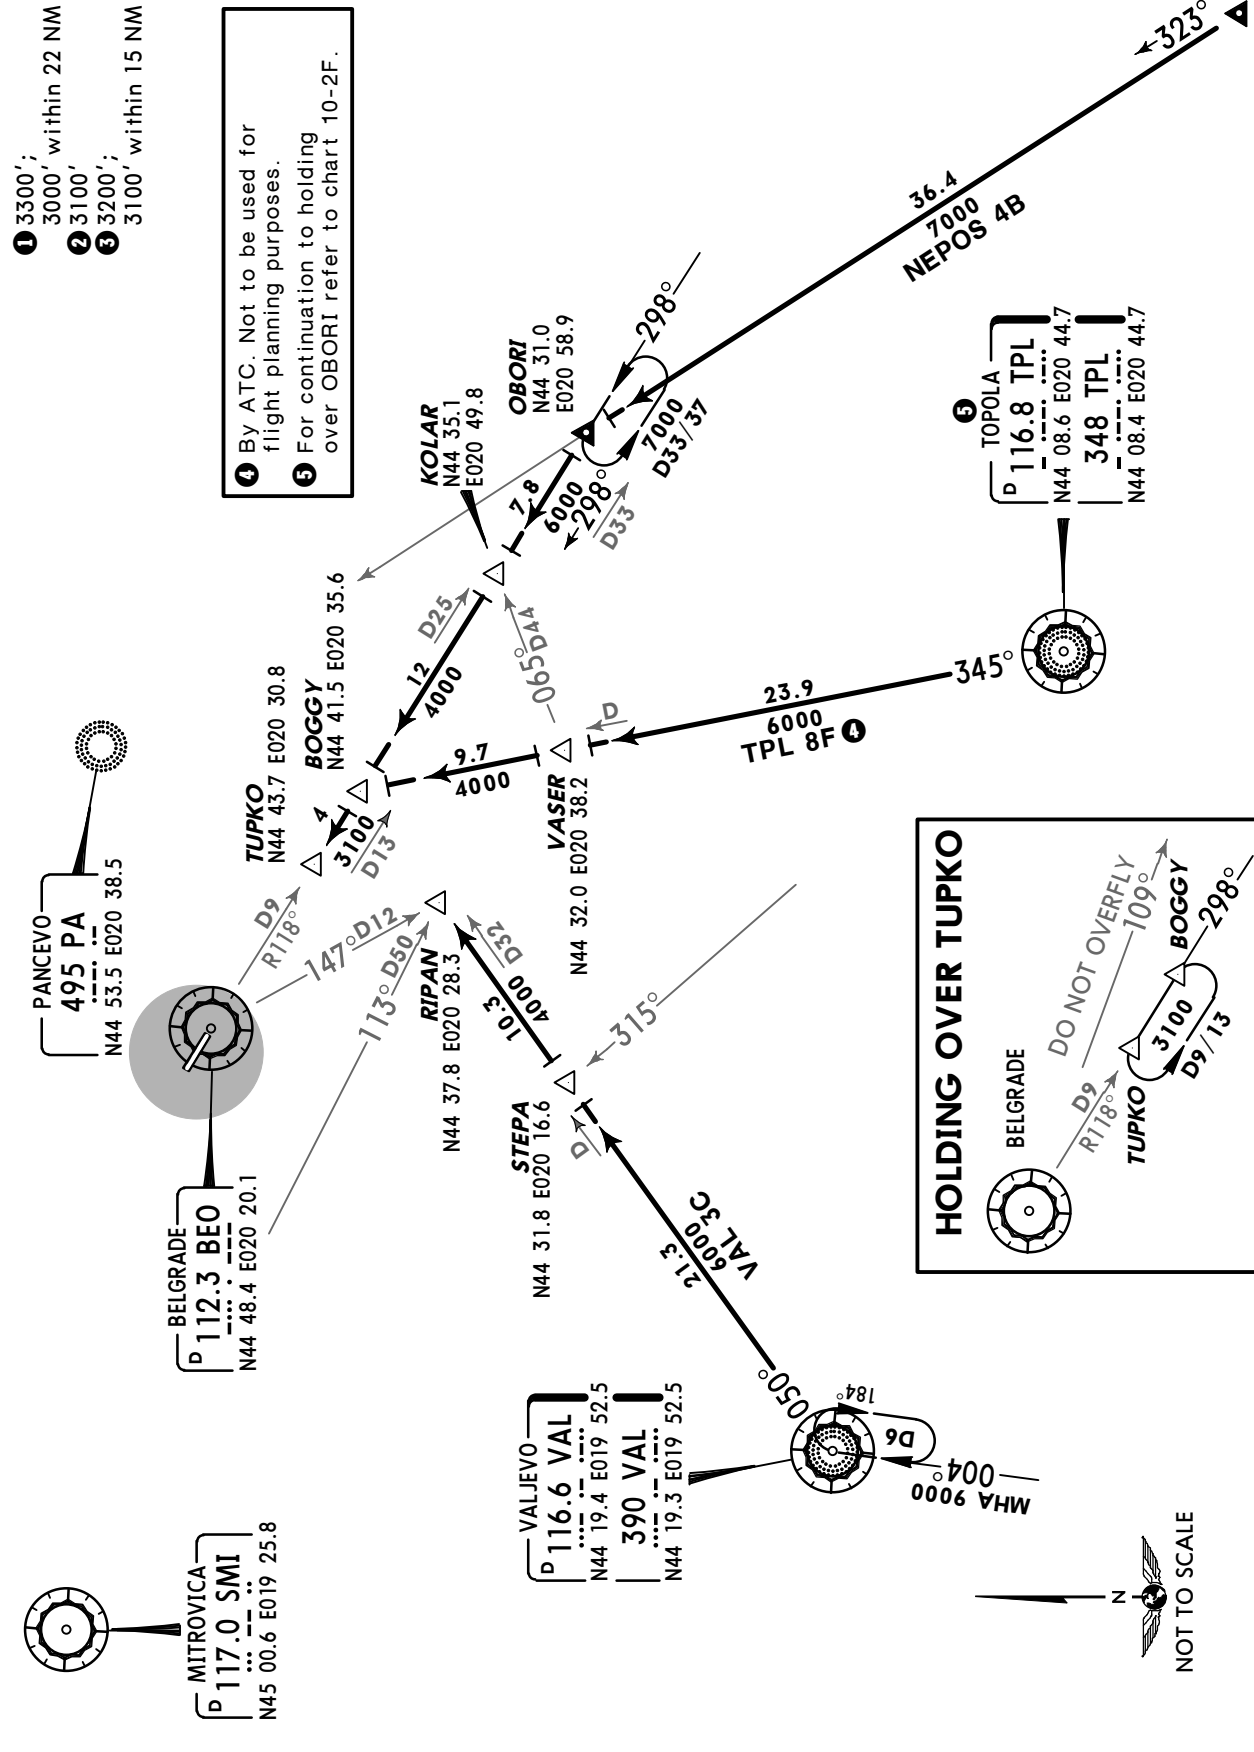 ❶ 3300';
3000' within 22 NM
❷ 3100'
❸ 3200';
3100' within 15 NM
❹ By ATC. Not to be used for
flight planning purposes.
❺ For continuation to holding
over OBORI refer to chart 10-2F.
PANCEVO
495 PA
N44 53.5 E020 38.5
BELGRADE
D 112.3 BEO
N44 48.4 E020 20.1
MITROVICA
D 117.0 SMI
N45 00.6 E019 25.8
TUPKO
N44 43.7 E020 30.8
BOGGY
N44 41.5 E020 35.6
KOLAR
N44 35.1
E020 49.8
OBORI
N44 31.0
E020 58.9
D9
R118°
147° D12
113° D50
4
3100
D13
12
4000
D25
7.8
6000
298°
D33
298°
7000
D33/37
065° D44
36.4
7000
NEPOS 4B
323°
RIPAN
N44 37.8 E020 28.3
D32
10.3
4000
STEPA
N44 31.8 E020 16.6
D
315°
21.3
6000
VAL 3C
050°
9.7
4000
VASER
N44 32.0 E020 38.2
D
23.9
6000
TPL 8F ❹
345°
❺
TOPOLA
D 116.8 TPL
N44 08.6 E020 44.7
348 TPL
N44 08.4 E020 44.7
VALJEVO
D 116.6 VAL
N44 19.4 E019 52.5
390 VAL
N44 19.3 E019 52.5
184°
D6
004°
MHA 9000
HOLDING OVER TUPKO
BELGRADE
DO NOT OVERFLY
109°
D9
R118°
TUPKO
BOGGY
298°
3100
D9/13
N
NOT TO SCALE